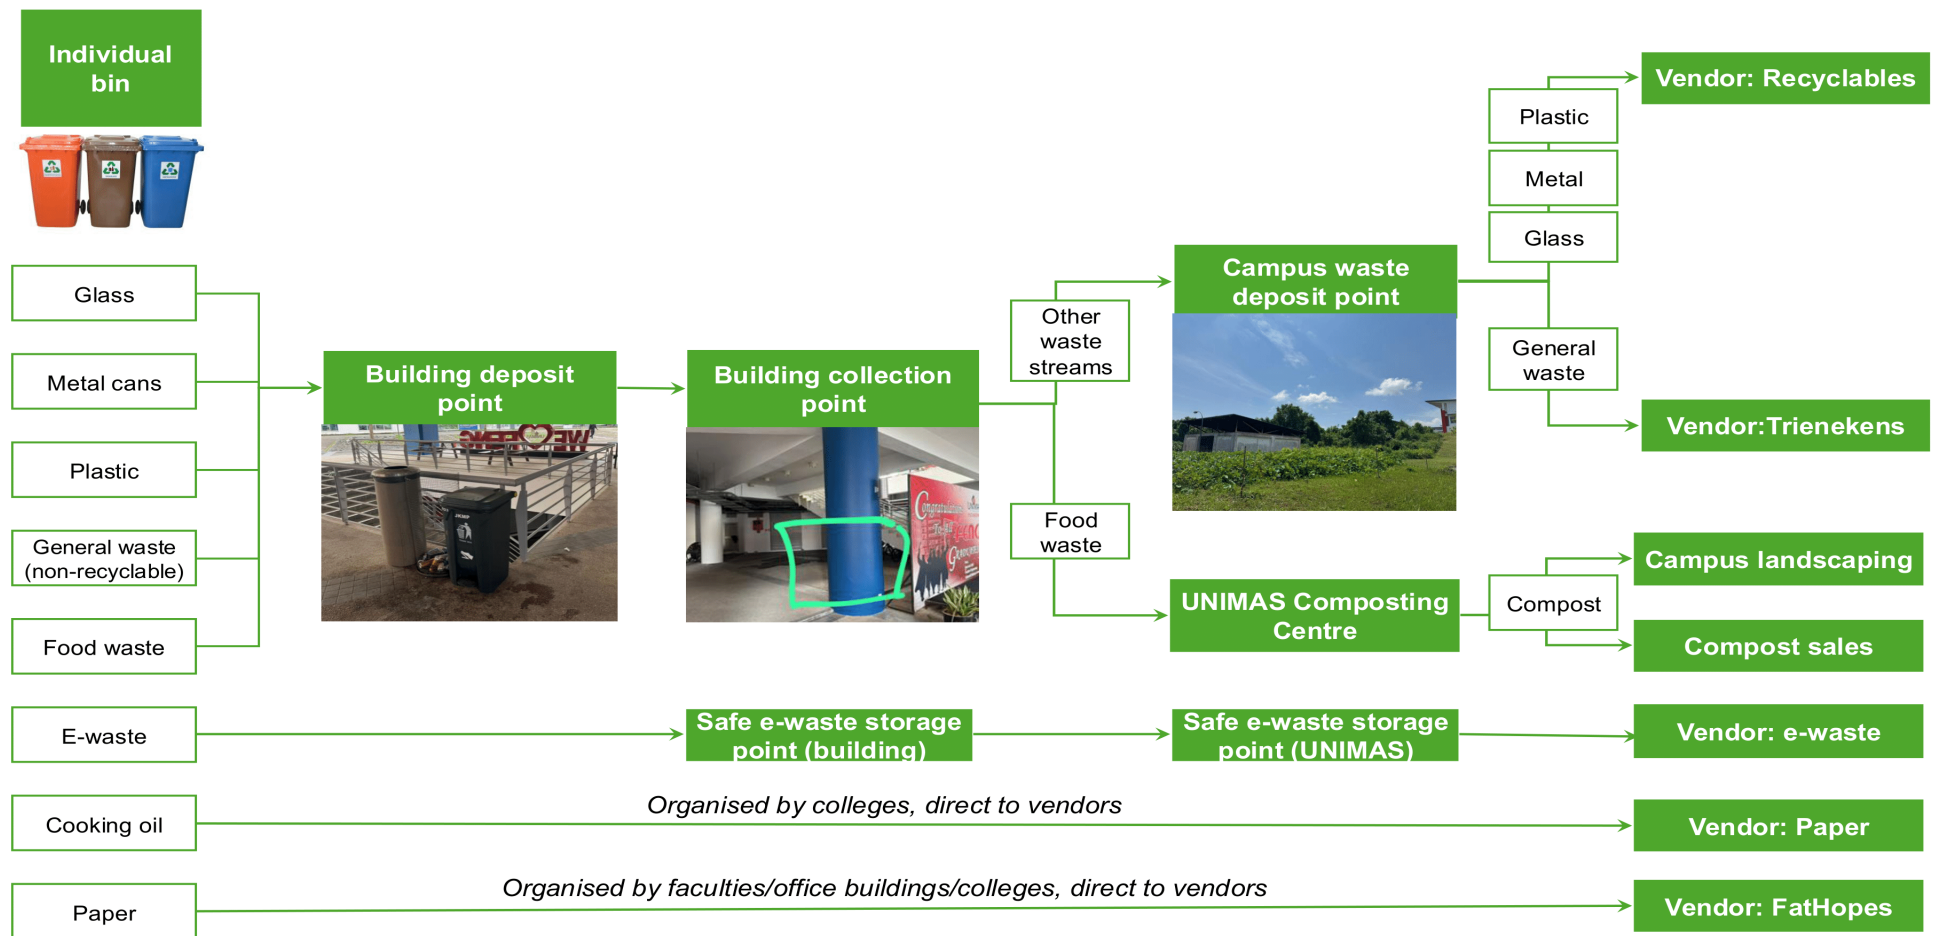 Individual
bin
Glass
Metal cans
Plastic
General waste
(non-recyclable)
Food waste
E-waste
Cooking oil
Paper
Building deposit
point
Building collection
point
Congratulations
Other
waste
streams
Food
waste
Campus waste
deposit point
UNIMAS Composting
Centre
Plastic
Metal
Glass
General
waste
Compost
Vendor: Recyclables
Vendor:Trienekens
Campus landscaping
Compost sales
Safe e-waste storage
point (building)
Safe e-waste storage
point (UNIMAS)
Vendor: e-waste
Organised by colleges, direct to vendors
Vendor: Paper
Organised by faculties/office buildings/colleges, direct to vendors
Vendor: FatHopes